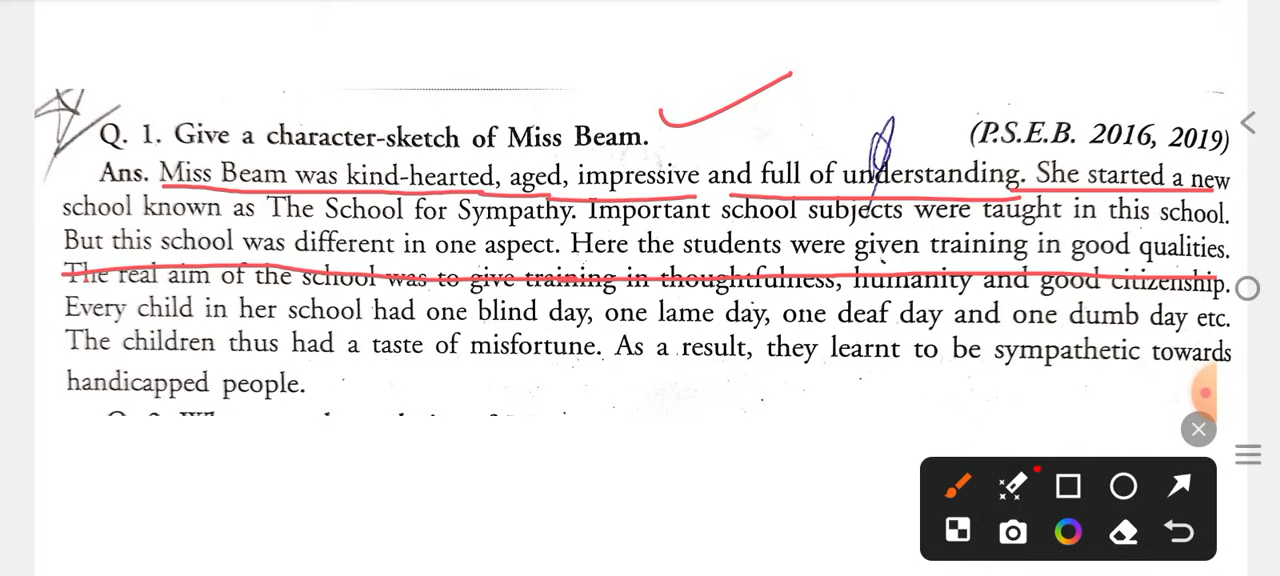 Q. 1. Give a character-sketch of Miss Beam. (P.S.E.B. 2016, 2019)
Ans. Miss Beam was kind-hearted, aged, impressive and full of understanding. She started a new
school known as The School for Sympathy. Important school subjects were taught in this school.
But this school was different in one aspect. Here the students were given training in good qualities.
The real aim of the school was to give training in thoughtfulness, humanity and good citizenship.
Every child in her school had one blind day, one lame day, one deaf day and one dumb day etc.
The children thus had a taste of misfortune. As a result, they learnt to be sympathetic towards
handicapped people.